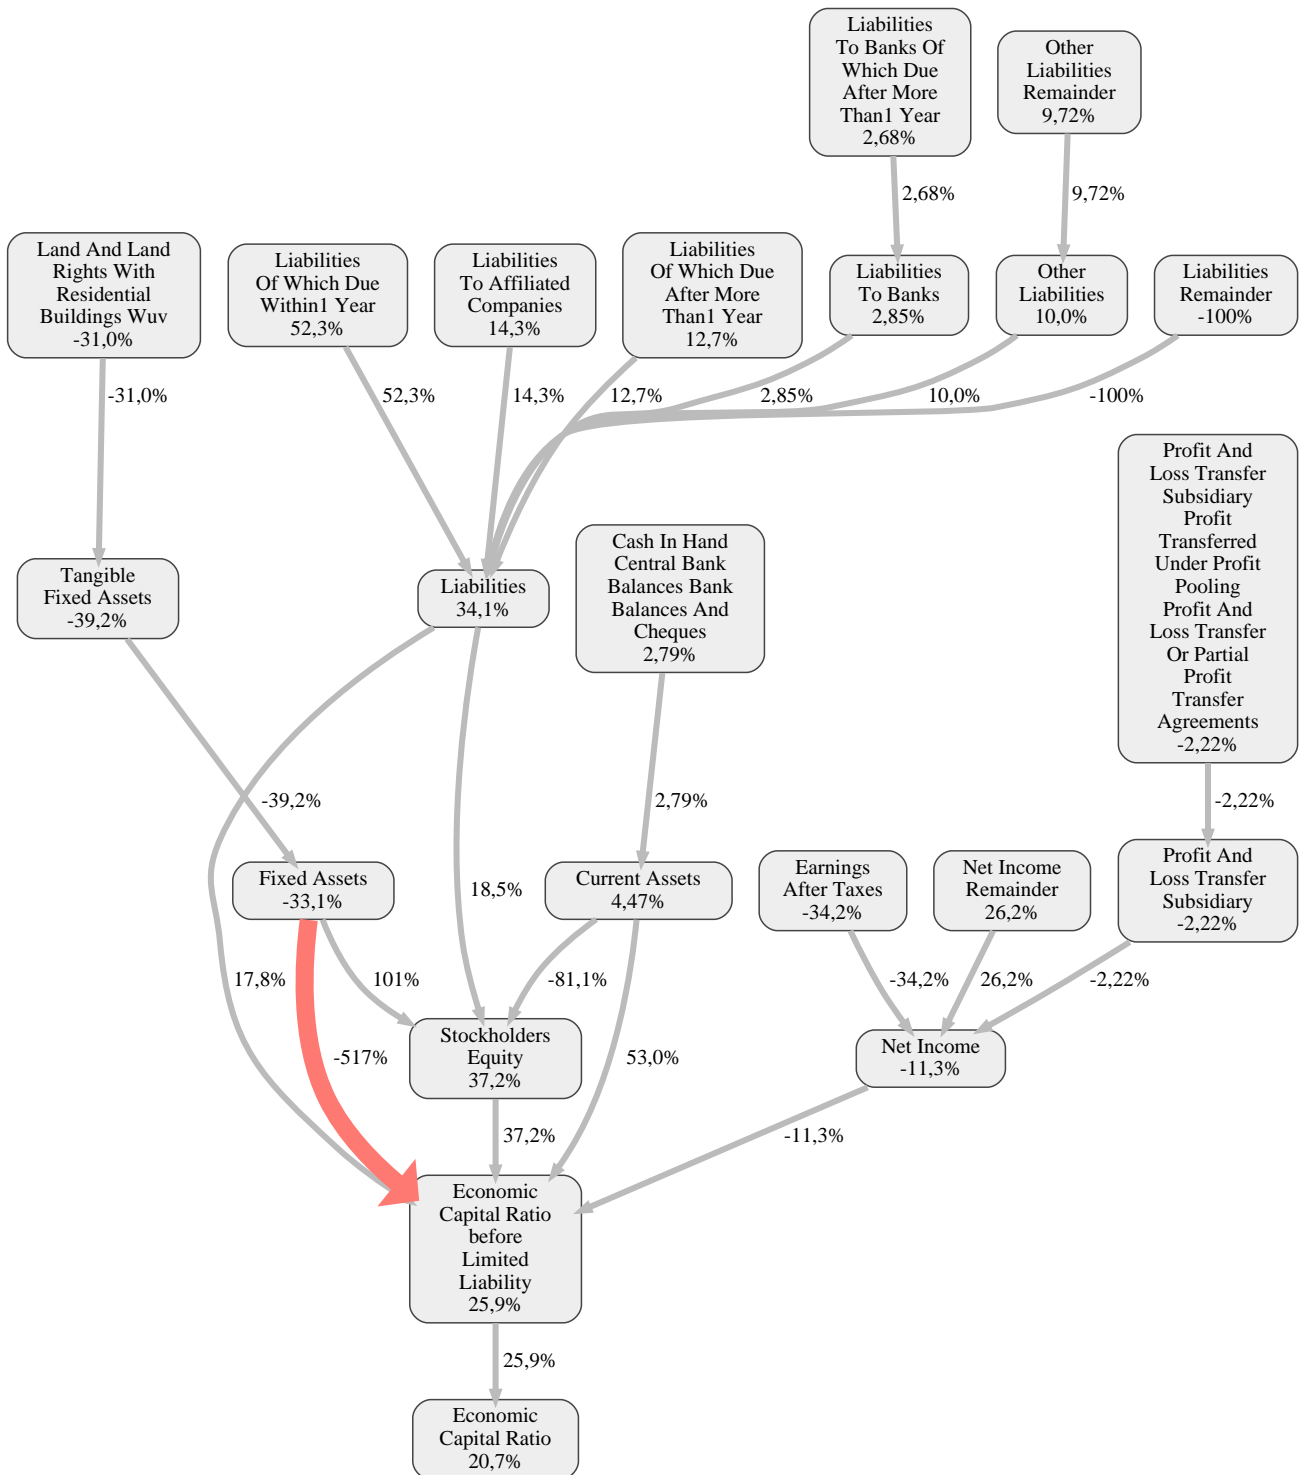 Liabilities
To Banks Of
Which Due
After More
Than1 Year
2,68%
Other
Liabilities
Remainder
9,72%
2,68%
9,72%
Land And Land
Rights With
Residential
Buildings Wuv
-31,0%
Liabilities
Of Which Due
Within1 Year
52,3%
Liabilities
To Affiliated
Companies
14,3%
Liabilities
Of Which Due
After More
Than1 Year
12,7%
Liabilities
To Banks
2,85%
Other
Liabilities
10,0%
Liabilities
Remainder
-100%
-31,0%
52,3%
14,3%
12,7%
2,85%
10,0%
-100%
Profit And
Loss Transfer
Subsidiary
Profit
Transferred
Under Profit
Pooling
Profit And
Loss Transfer
Or Partial
Profit
Transfer
Agreements
-2,22%
Cash In Hand
Central Bank
Balances Bank
Balances And
Cheques
2,79%
Tangible
Fixed Assets
-39,2%
Liabilities
34,1%
-39,2%
2,79%
-2,22%
Fixed Assets
-33,1%
18,5%
Current Assets
4,47%
Earnings
After Taxes
-34,2%
Net Income
Remainder
26,2%
Profit And
Loss Transfer
Subsidiary
-2,22%
17,8%
101%
-81,1%
-34,2%
26,2%
-2,22%
-517%
Stockholders
Equity
37,2%
53,0%
Net Income
-11,3%
37,2%
-11,3%
Economic
Capital Ratio
before
Limited
Liability
25,9%
25,9%
Economic
Capital Ratio
20,7%